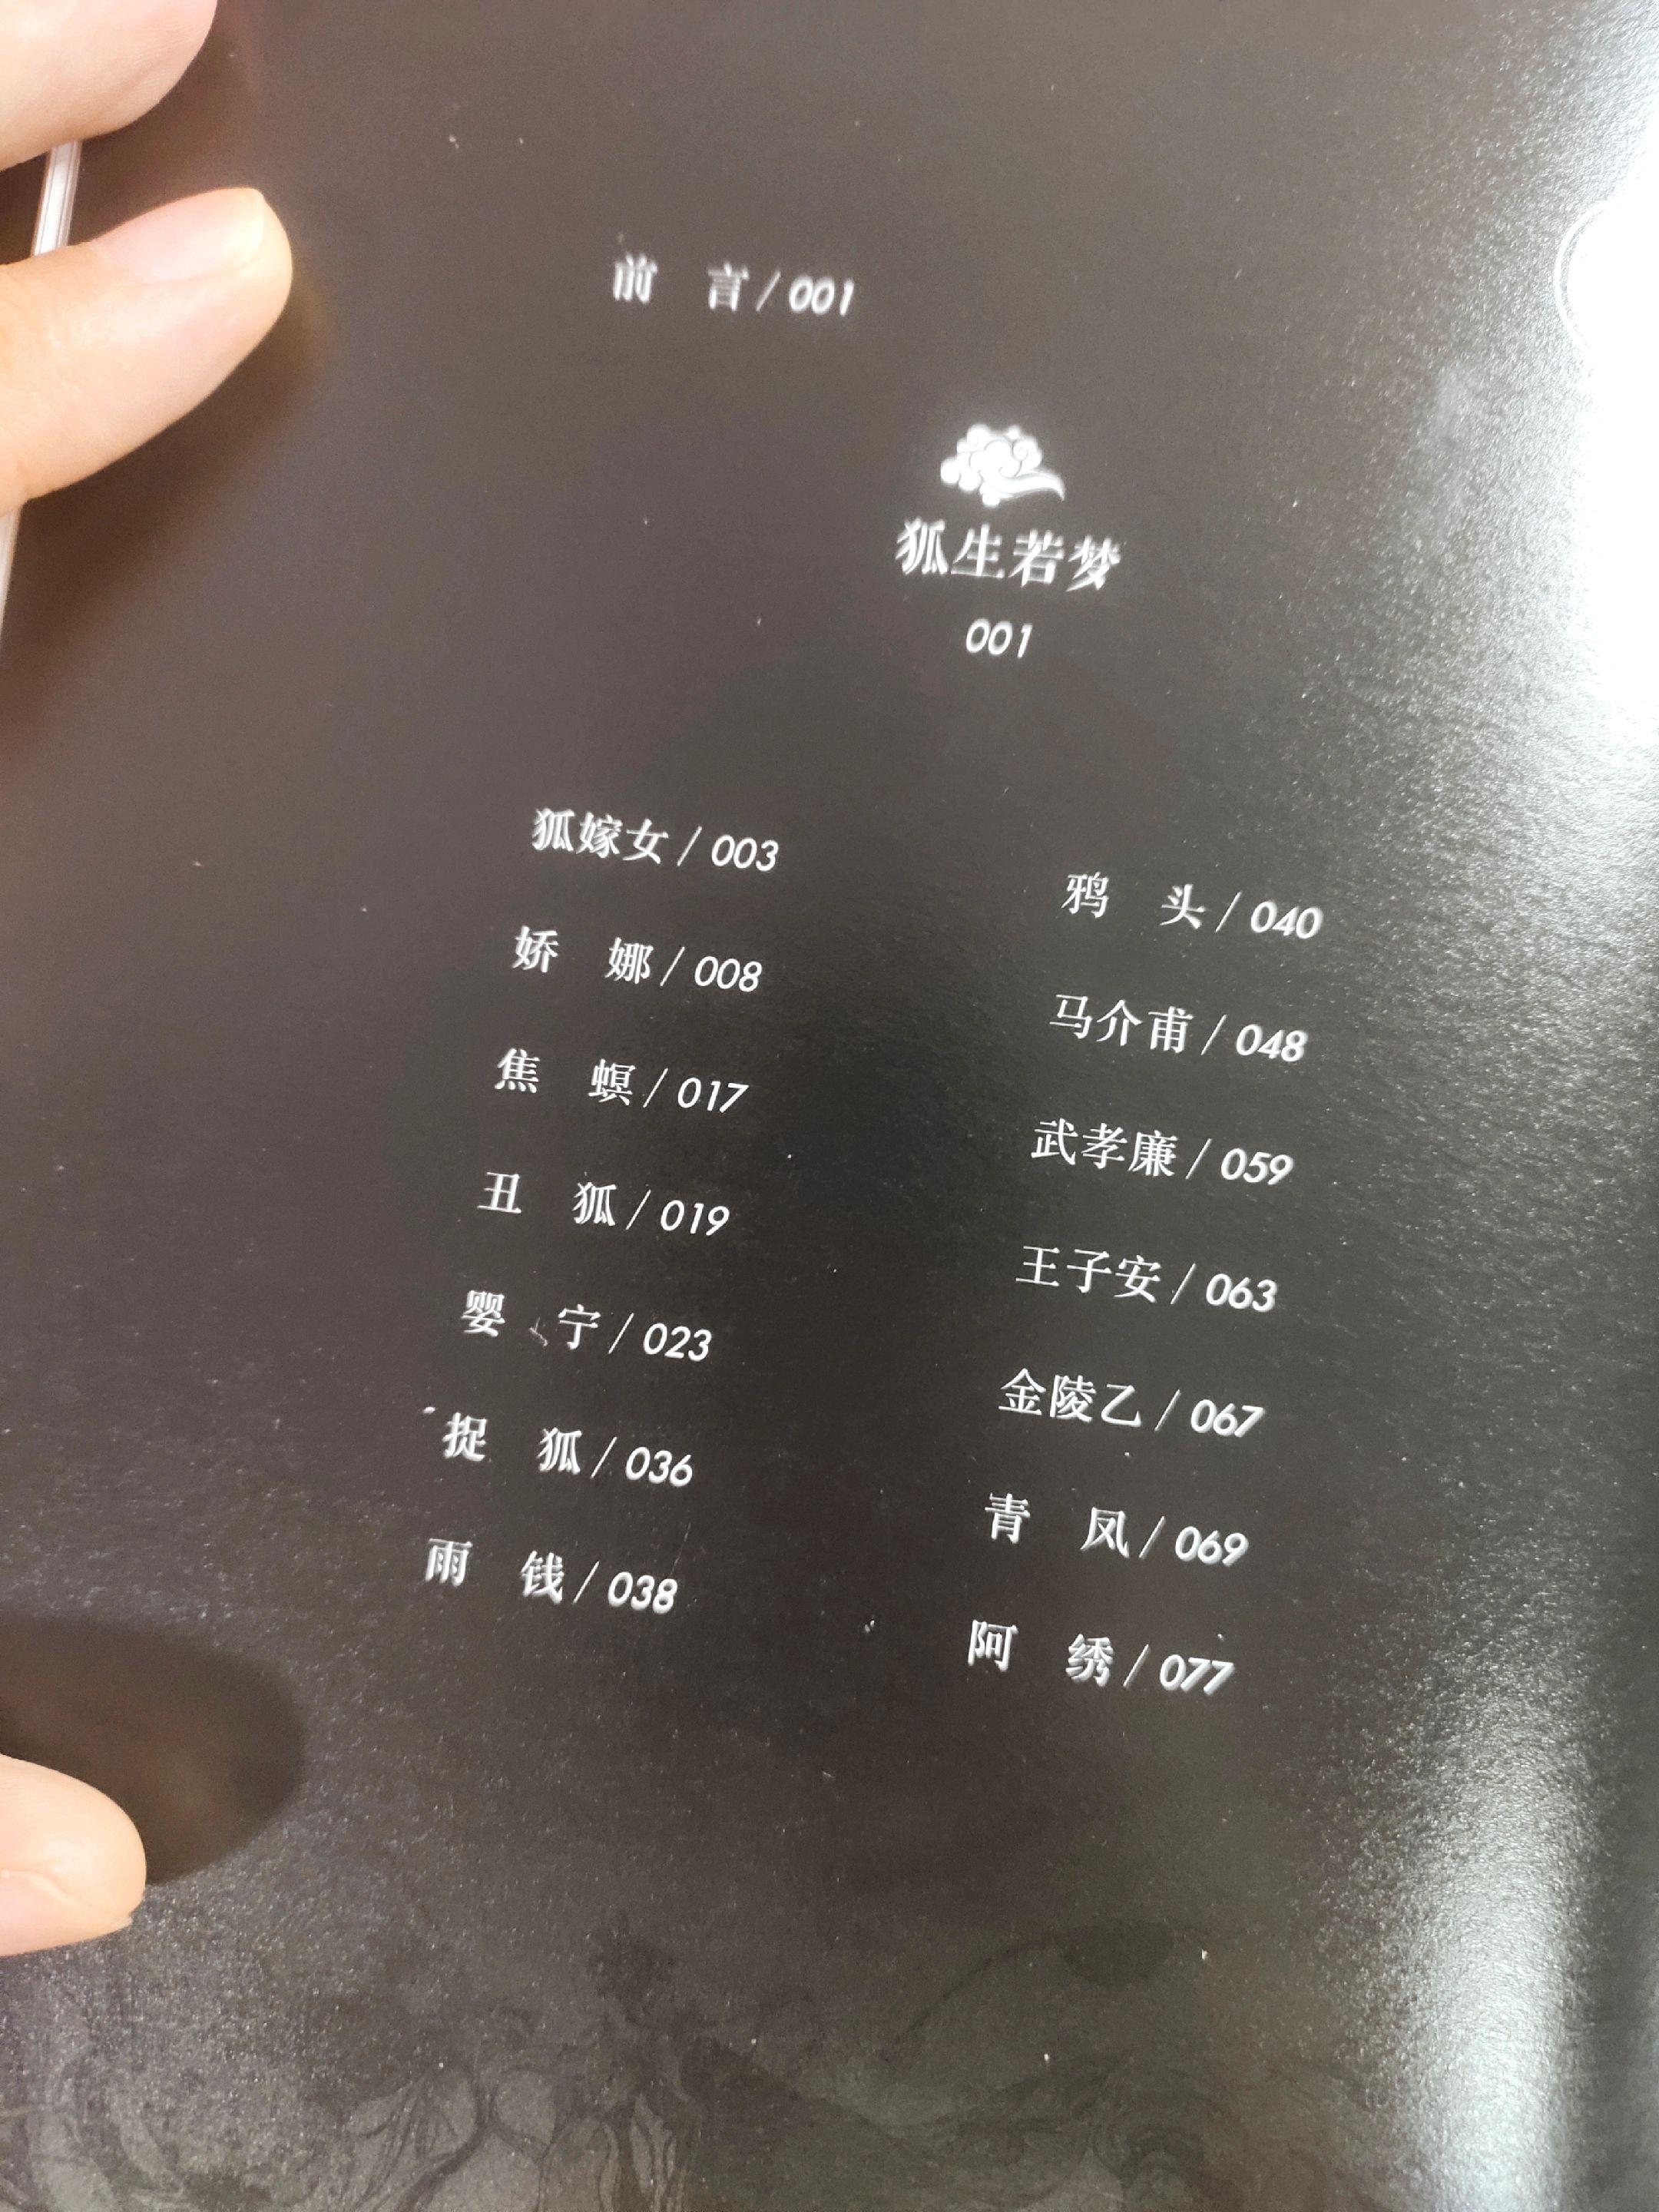 前　言/001
狐生若梦
001
狐嫁女/003
娇　娜/008
焦　螟/017
丑　狐/019
婴　宁/023
捉　狐/036
雨　钱/038
鸦　头/040
马介甫/048
武孝廉/059
王子安/063
金陵乙/067
青　凤/069
阿　绣/077